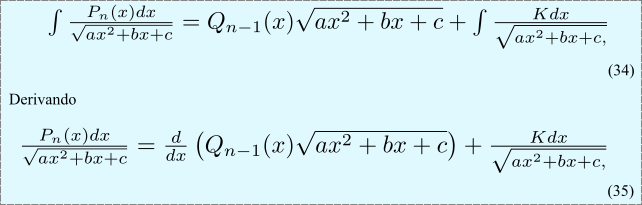 ∫ P_n(x)dx / √(ax²+bx+c) = Q_{n−1}(x)√(ax² + bx + c) + ∫ Kdx / √(ax²+bx+c,)
(34)
Derivando
P_n(x)dx / √(ax²+bx+c) = d/dx (Q_{n−1}(x)√(ax² + bx + c)) + Kdx / √(ax²+bx+c,)
(35)